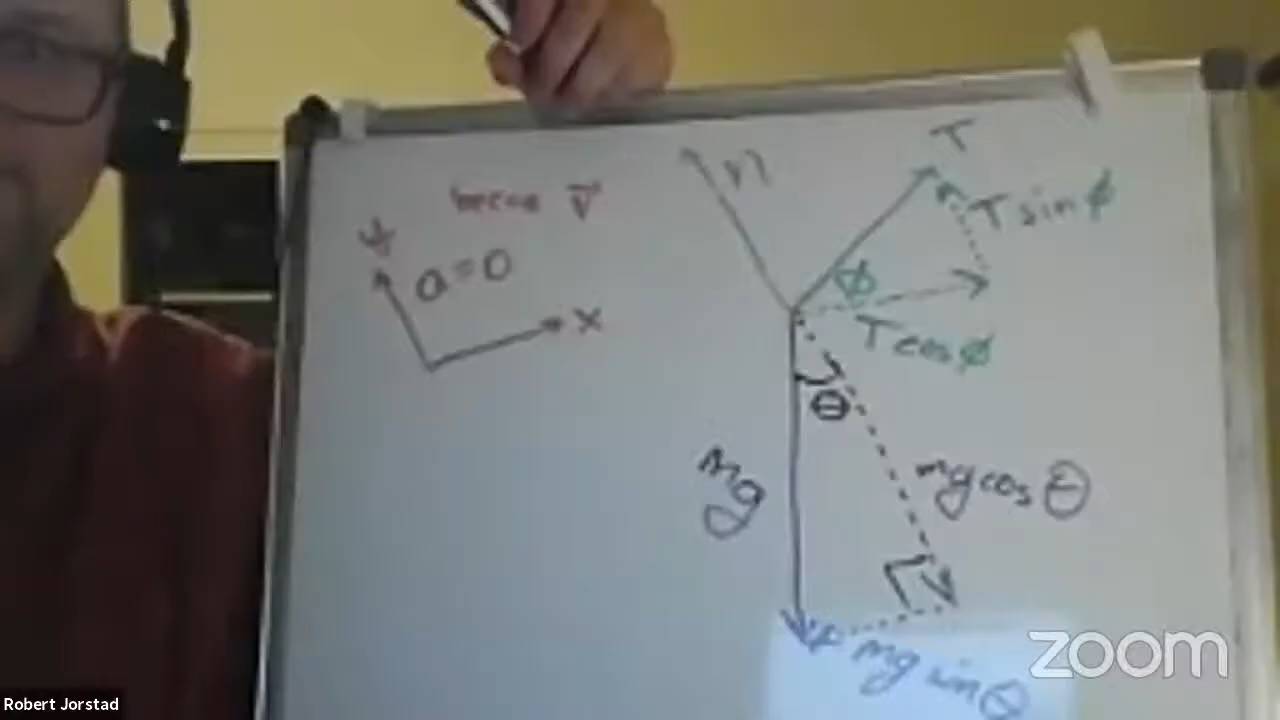 y
a = 0
x
n
T
T sin ϕ
ϕ
T cos ϕ
θ
mg
mg cos θ
mg sin θ
zoom
Robert Jorstad